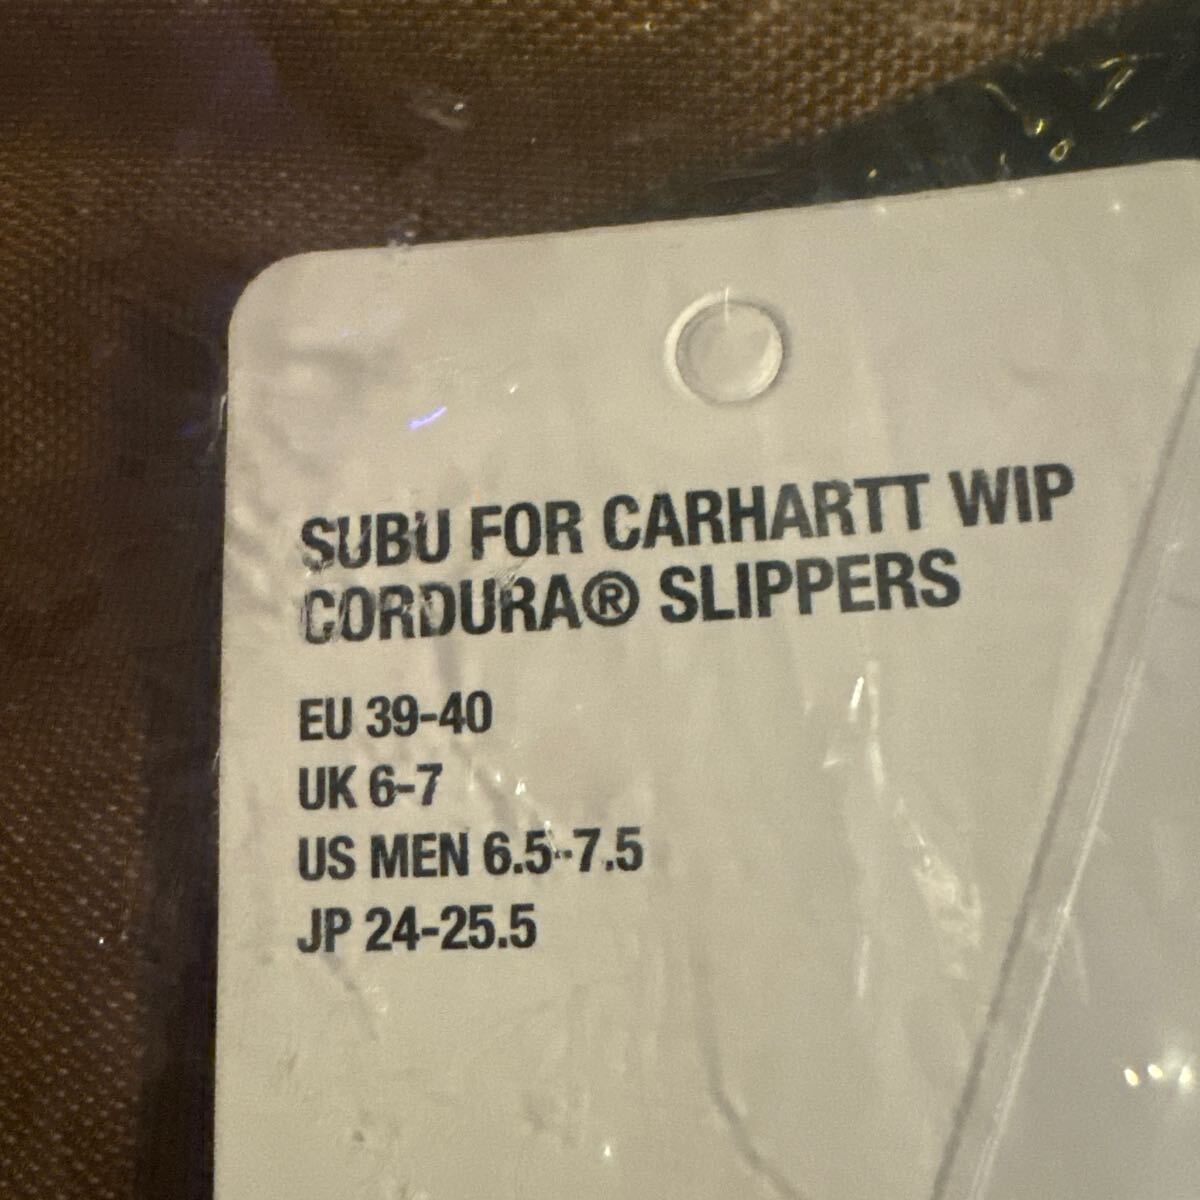 SUBU FOR CARHARTT WIP
CORDURA® SLIPPERS
EU 39-40
UK 6-7
US MEN 6.5-7.5
JP 24-25.5